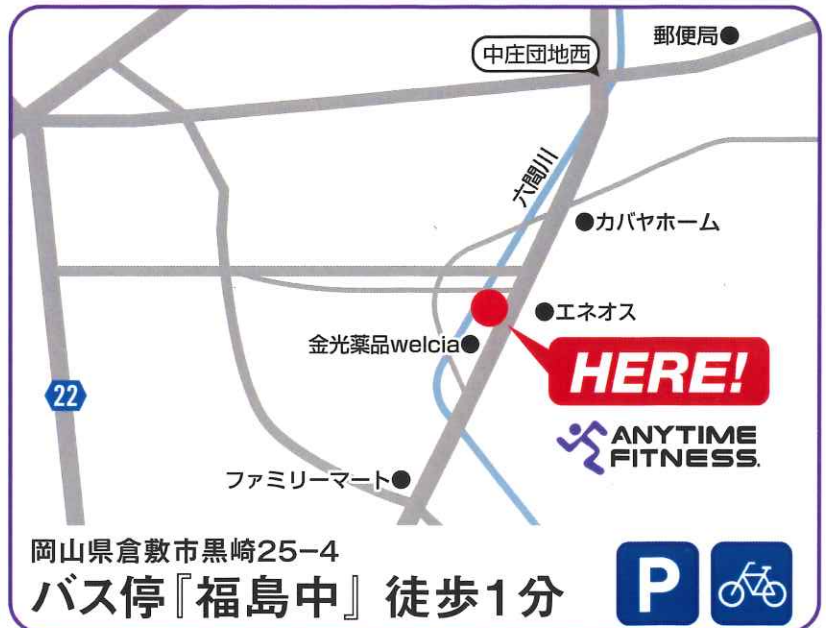 郵便局
中庄団地西
六間川
カバヤホーム
エネオス
金光薬品welcia
HERE!
22
ANYTIME
FITNESS.
ファミリーマート
岡山県倉敷市黒崎25-4
バス停『福島中』徒歩1分
P